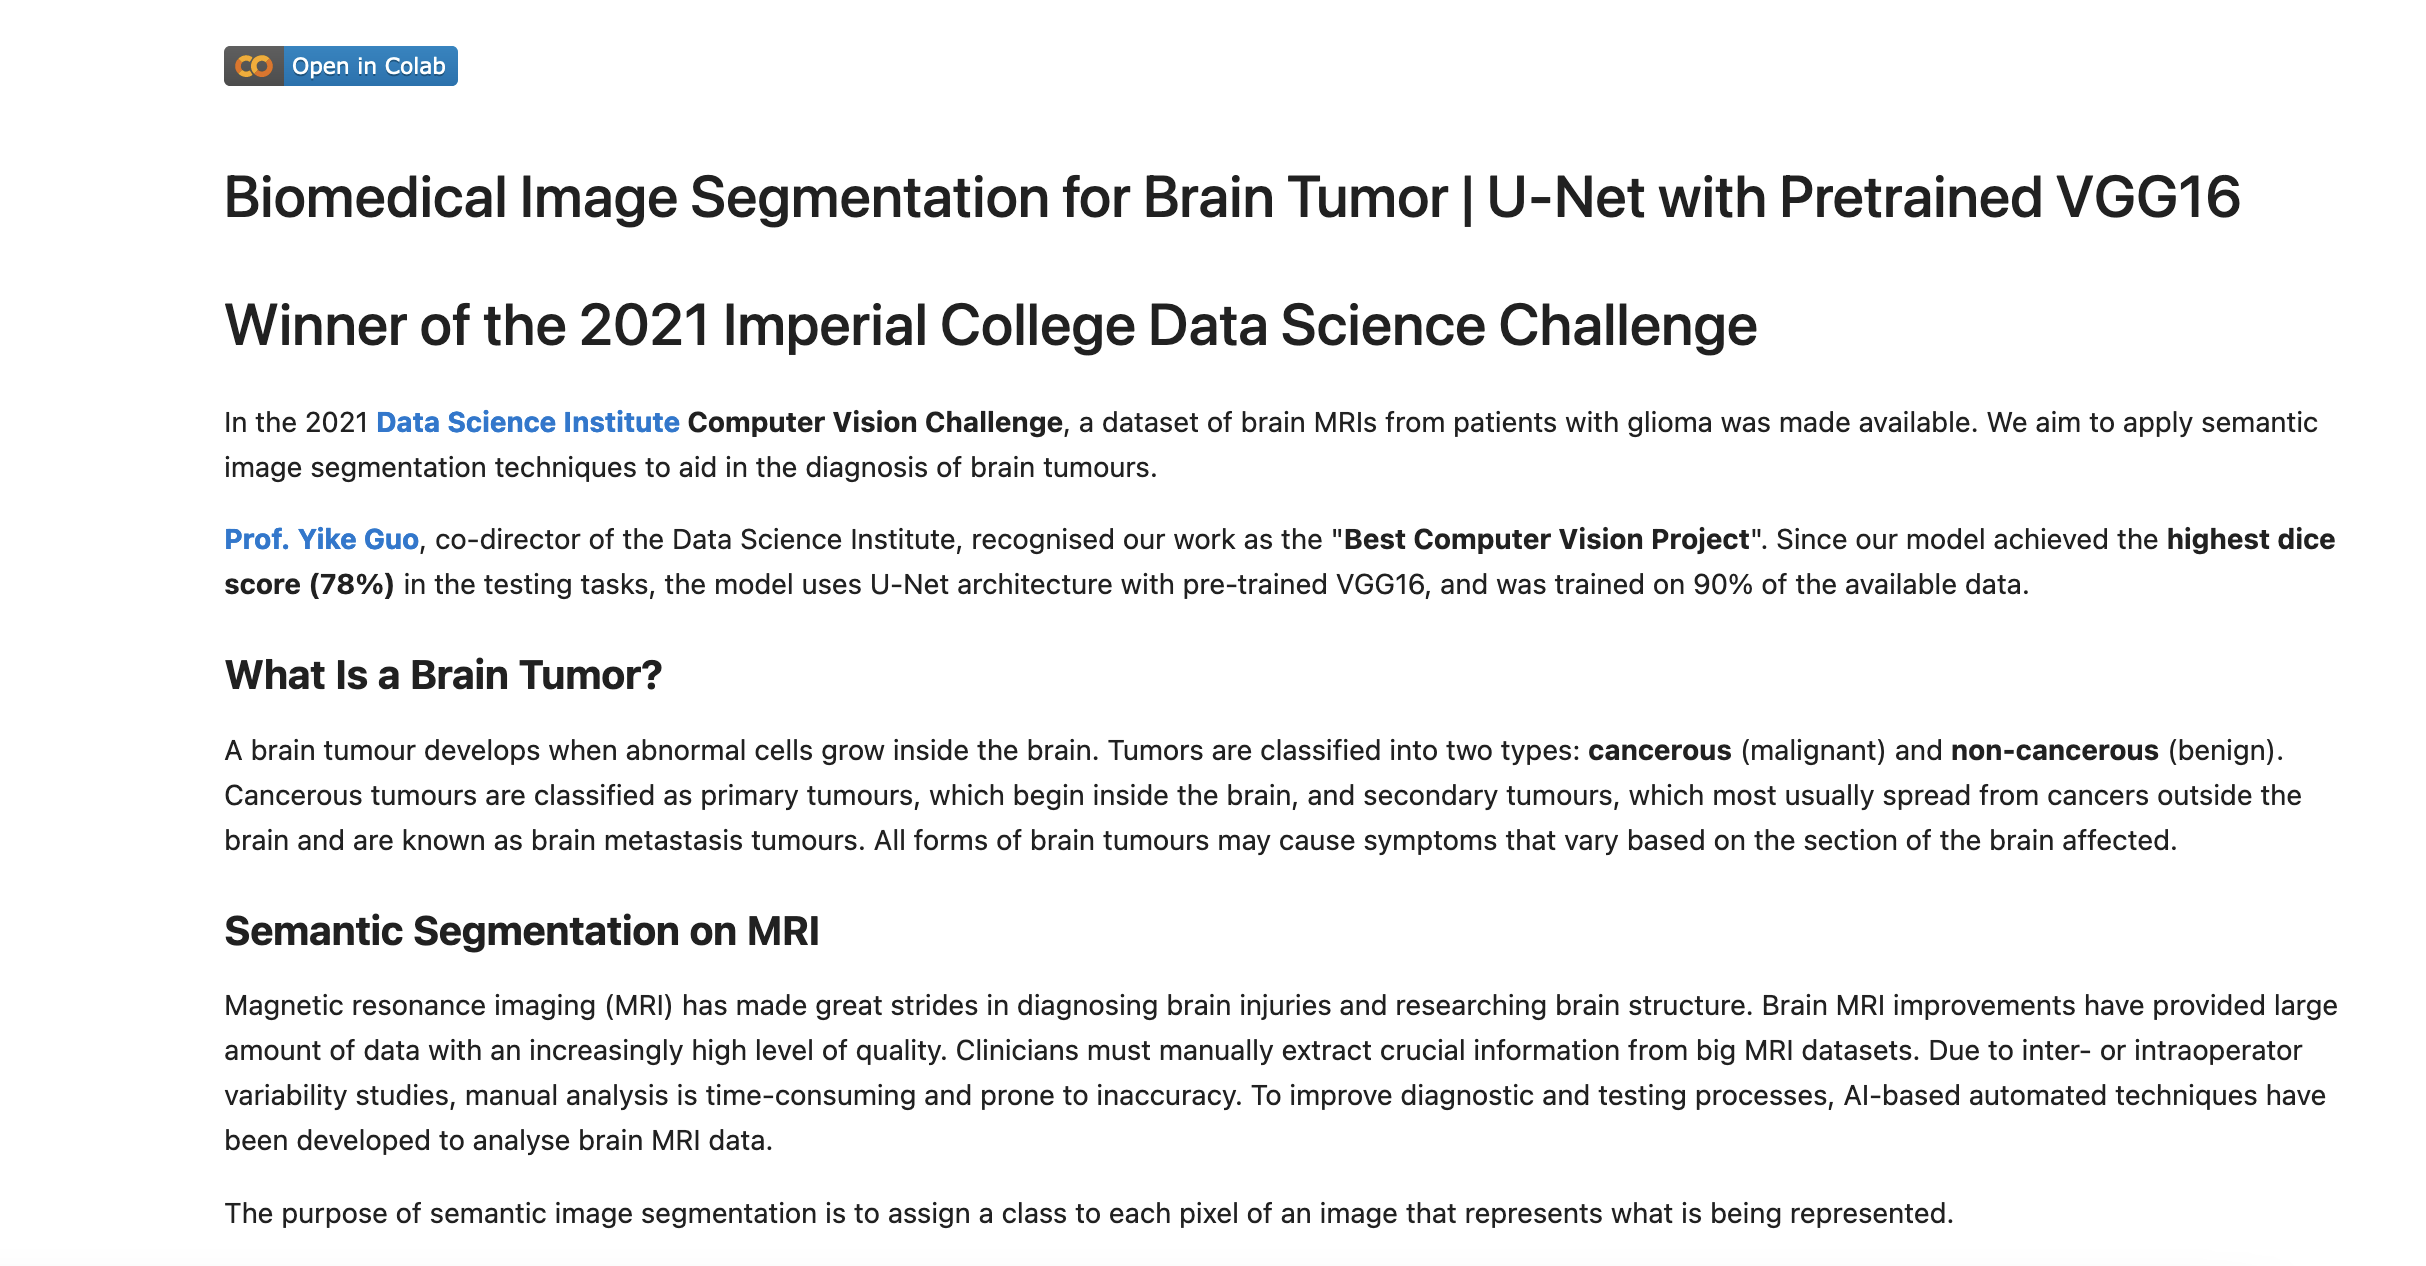 Open in Colab
Biomedical Image Segmentation for Brain Tumor | U-Net with Pretrained VGG16
Winner of the 2021 Imperial College Data Science Challenge
In the 2021 Data Science Institute Computer Vision Challenge, a dataset of brain MRIs from patients with glioma was made available. We aim to apply semantic
image segmentation techniques to aid in the diagnosis of brain tumours.
Prof. Yike Guo, co-director of the Data Science Institute, recognised our work as the "Best Computer Vision Project". Since our model achieved the highest dice
score (78%) in the testing tasks, the model uses U-Net architecture with pre-trained VGG16, and was trained on 90% of the available data.
What Is a Brain Tumor?
A brain tumour develops when abnormal cells grow inside the brain. Tumors are classified into two types: cancerous (malignant) and non-cancerous (benign).
Cancerous tumours are classified as primary tumours, which begin inside the brain, and secondary tumours, which most usually spread from cancers outside the
brain and are known as brain metastasis tumours. All forms of brain tumours may cause symptoms that vary based on the section of the brain affected.
Semantic Segmentation on MRI
Magnetic resonance imaging (MRI) has made great strides in diagnosing brain injuries and researching brain structure. Brain MRI improvements have provided large
amount of data with an increasingly high level of quality. Clinicians must manually extract crucial information from big MRI datasets. Due to inter- or intraoperator
variability studies, manual analysis is time-consuming and prone to inaccuracy. To improve diagnostic and testing processes, AI-based automated techniques have
been developed to analyse brain MRI data.
The purpose of semantic image segmentation is to assign a class to each pixel of an image that represents what is being represented.